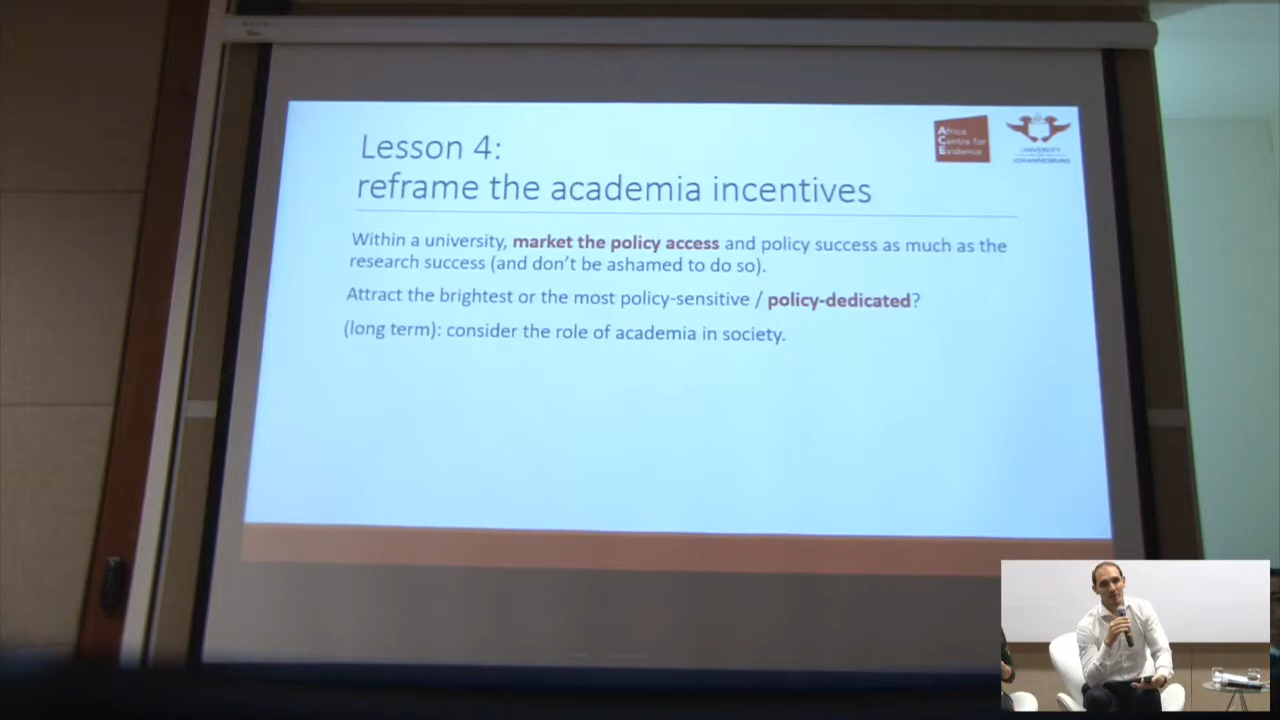 Lesson 4:
reframe the academia incentives
Africa
Centre for
Evidence
UNIVERSITY
JOHANNESBURG
Within a university, market the policy access and policy success as much as the
research success (and don't be ashamed to do so).
Attract the brightest or the most policy-sensitive / policy-dedicated?
(long term): consider the role of academia in society.